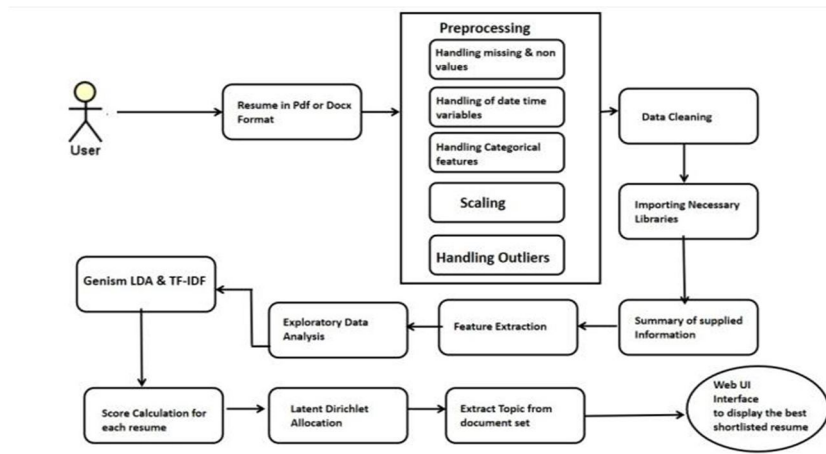 Preprocessing
Handling missing & non
values
Handling of date time
variables
Handling Categorical
features
Scaling
Handling Outliers
User
Resume in Pdf or Docx
Format
Data Cleaning
Importing Necessary
Libraries
Summary of supplied
Information
Feature Extraction
Exploratory Data
Analysis
Genism LDA & TF-IDF
Score Calculation for
each resume
Latent Dirichlet
Allocation
Extract Topic from
document set
Web UI
Interface
to display the best
shortlisted resume